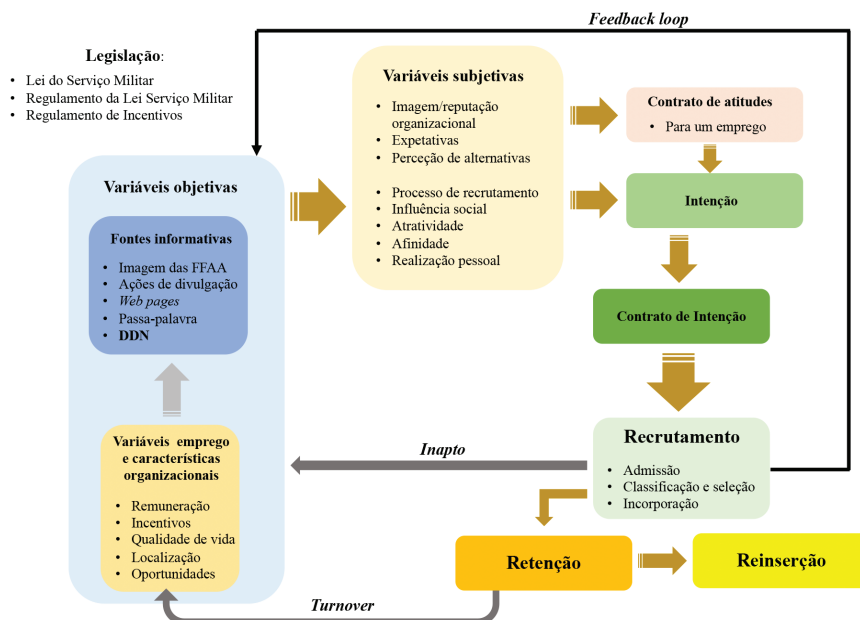 Feedback loop
Legislação:
• Lei do Serviço Militar
• Regulamento da Lei Serviço Militar
• Regulamento de Incentivos
Variáveis objetivas
Fontes informativas
• Imagem das FFAA
• Ações de divulgação
• Web pages
• Passa-palavra
• DDN
Variáveis emprego
e características
organizacionais
• Remuneração
• Incentivos
• Qualidade de vida
• Localização
• Oportunidades
Variáveis subjetivas
• Imagem/reputação
organizacional
• Expetativas
• Perceção de alternativas
• Processo de recrutamento
• Influência social
• Atratividade
• Afinidade
• Realização pessoal
Contrato de atitudes
• Para um emprego
Intenção
Contrato de Intenção
Recrutamento
• Admissão
• Classificação e seleção
• Incorporação
Inapto
Retenção
Reinserção
Turnover